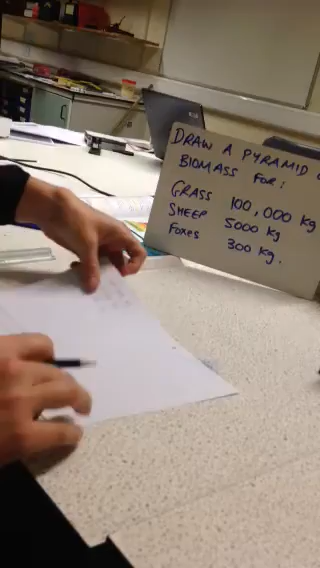 DRAW A PYRAMID
BIOMASS FOR:
GRASS 100,000 kg
SHEEP 5000 kg
FOXES 300 kg.